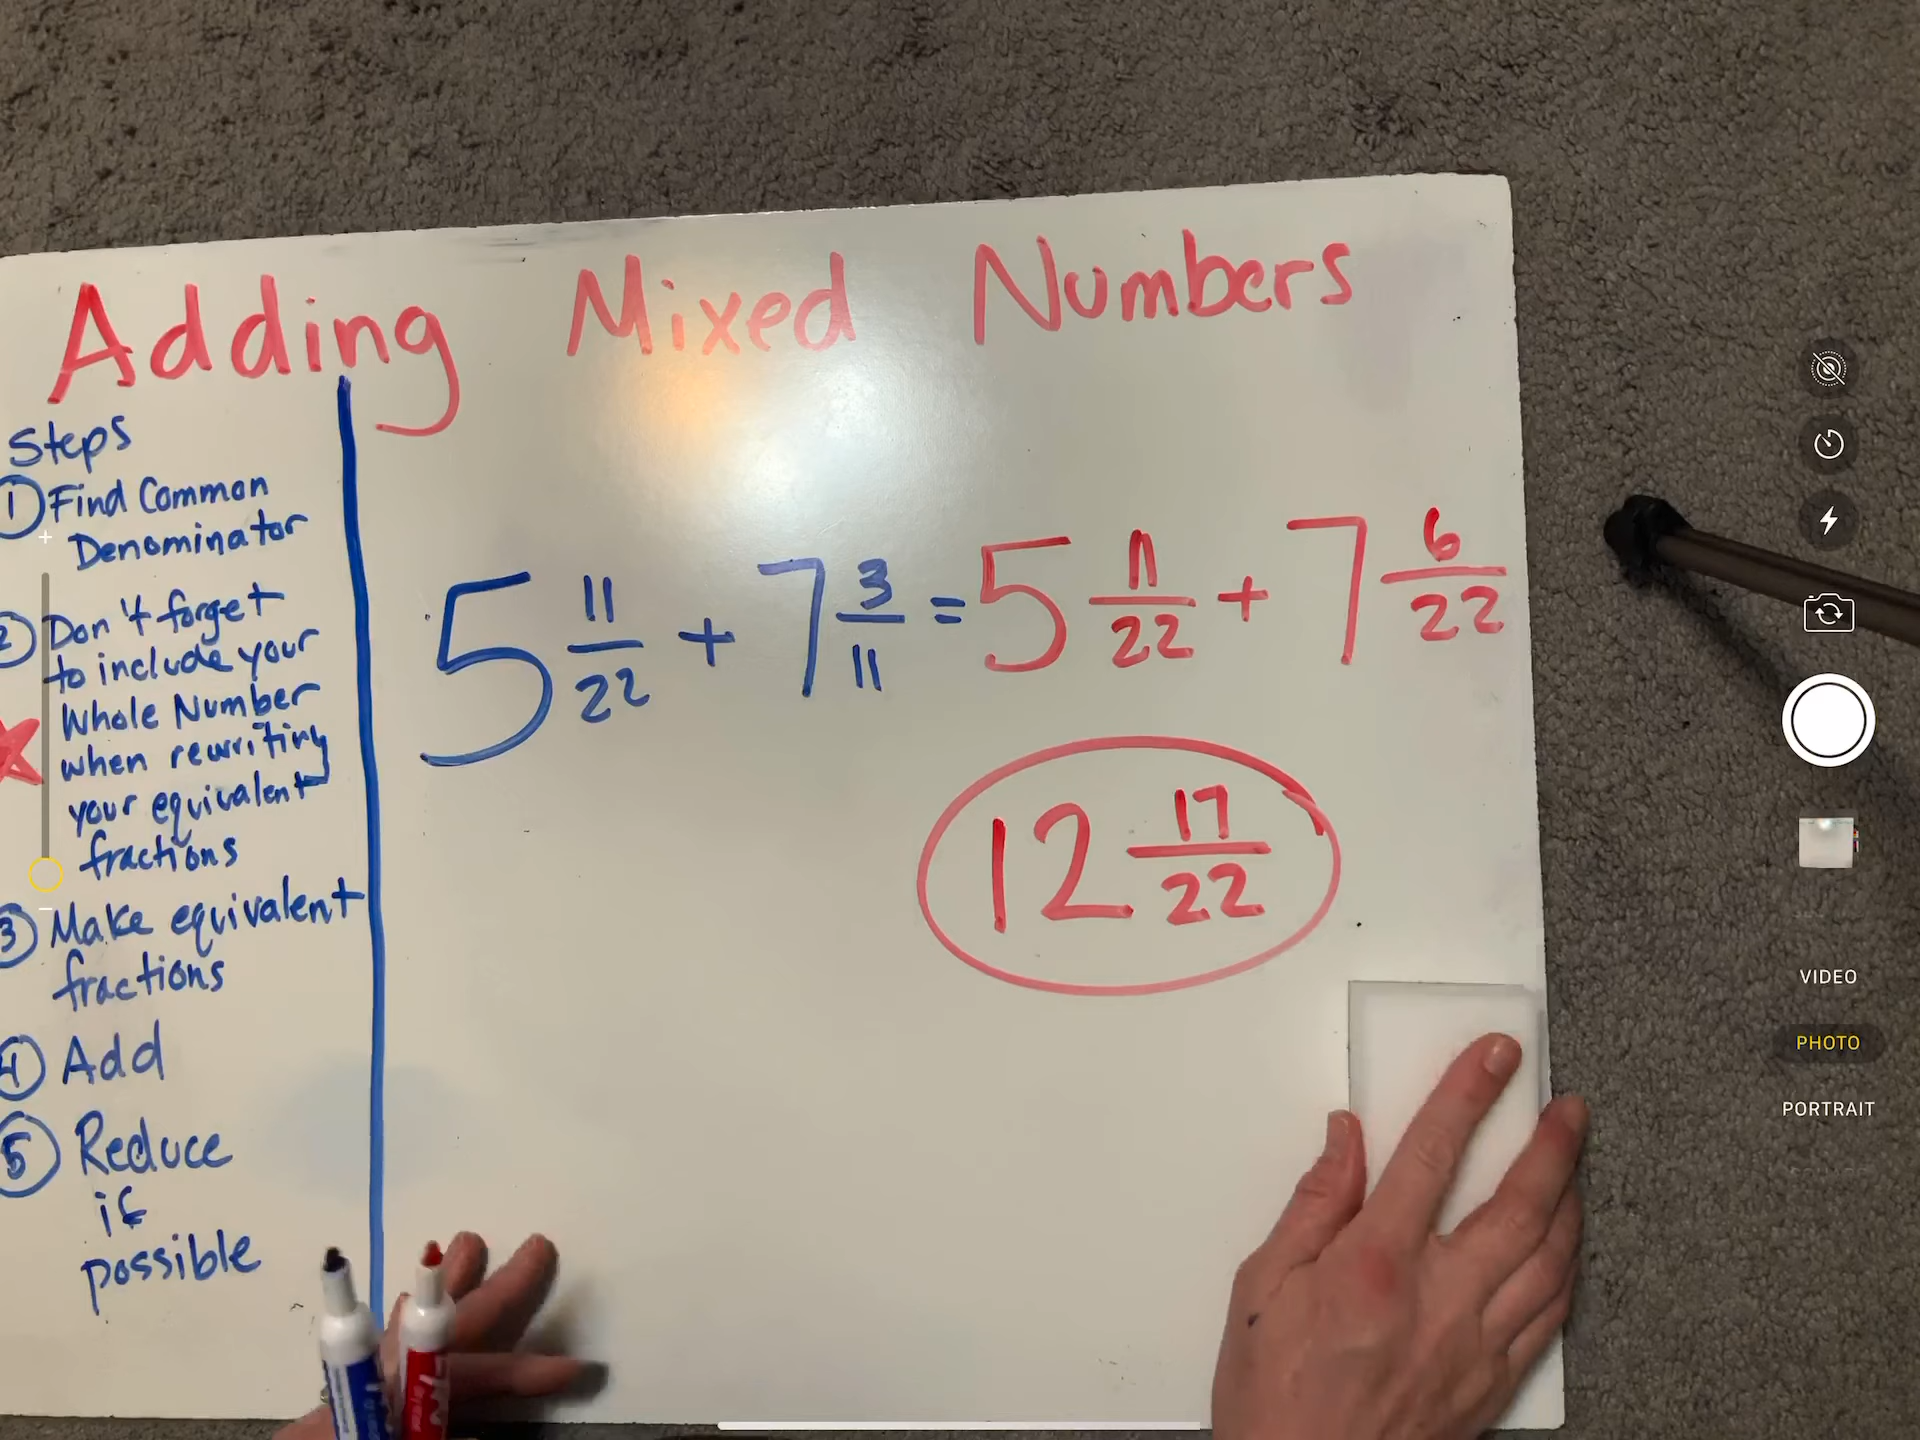 Adding Mixed Numbers
Steps
① Find Common
Denominator
② Don't forget
to include your
Whole Number
when rewriting
your equivalent
fractions
③ Make equivalent
fractions
④ Add
⑤ Reduce
if
possible
5 11/22 + 7 3/11 = 5 11/22 + 7 6/22
12 17/22
VIDEO
PHOTO
PORTRAIT